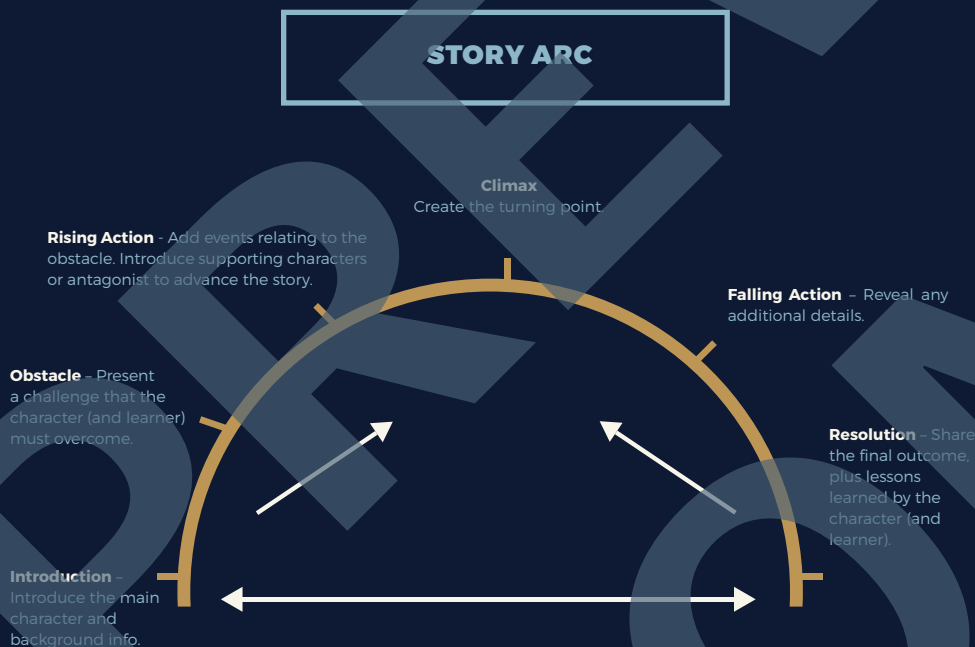 STORY ARC
Climax
Create the turning point.
Rising Action - Add events relating to the
obstacle. Introduce supporting characters
or antagonist to advance the story.
Falling Action – Reveal any
additional details.
Obstacle – Present
a challenge that the
character (and learner)
must overcome.
Resolution – Share
the final outcome,
plus lessons
learned by the
character (and
learner).
Introduction –
Introduce the main
character and
background info.